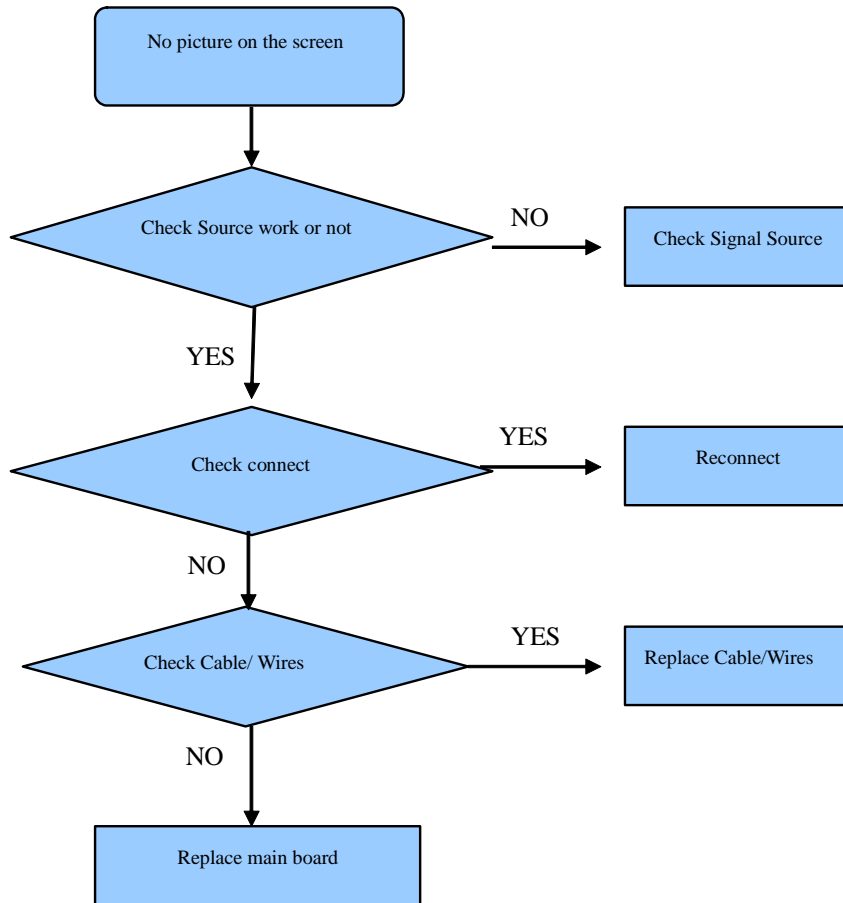 No picture on the screen
Check Source work or not
NO
Check Signal Source
YES
Check connect
YES
Reconnect
NO
Check Cable/ Wires
YES
Replace Cable/Wires
NO
Replace main board